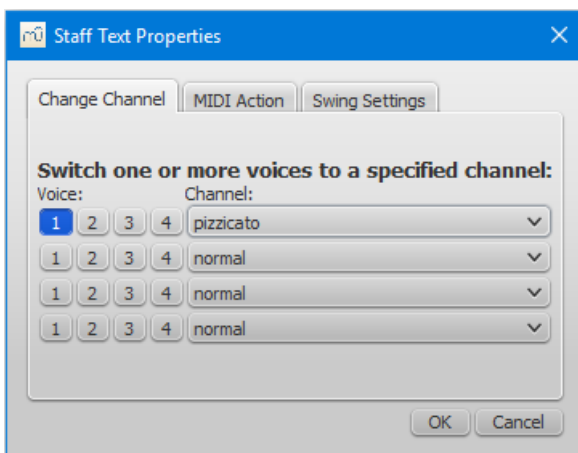 Staff Text Properties
Change Channel MIDI Action Swing Settings
Switch one or more voices to a specified channel:
Voice: Channel:
1 2 3 4 pizzicato
1 2 3 4 normal
1 2 3 4 normal
1 2 3 4 normal
OK Cancel